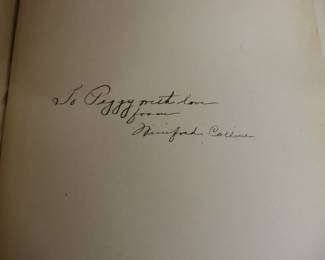 To Peggy with love
from
Winifred